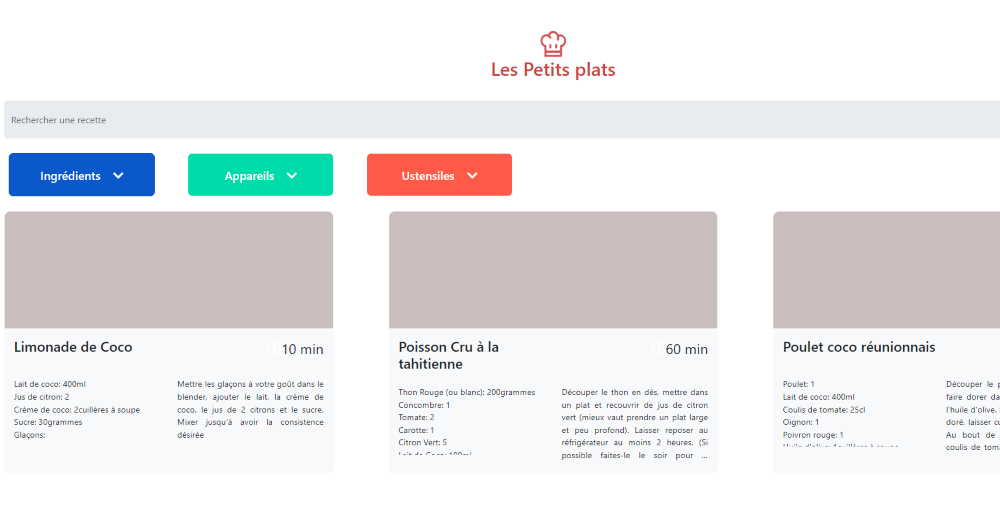 Les Petits plats
Rechercher une recette
Ingrédients
Appareils
Ustensiles
Limonade de Coco
10 min
Lait de coco: 400ml
Jus de citron: 2
Crème de coco: 2cuillères à soupe
Sucre: 30grammes
Glaçons:
Mettre les glaçons à votre goût dans le
blender, ajouter le lait, la crème de
coco, le jus de 2 citrons et le sucre.
Mixer jusqu'à avoir la consistence
désirée
Poisson Cru à la
tahitienne
60 min
Thon Rouge (ou blanc): 200grammes
Concombre: 1
Tomate: 2
Carotte: 1
Citron Vert: 5
Lait de Coco: 100ml
Découper le thon en dés, mettre dans
un plat et recouvrir de jus de citron
vert (mieux vaut prendre un plat large
et peu profond). Laisser reposer au
réfrigérateur au moins 2 heures. (Si
possible faites-le le soir pour ...
Poulet coco réunionnais
Poulet: 1
Lait de coco: 400ml
Coulis de tomate: 25cl
Oignon: 1
Poivron rouge: 1
Huile d'olive: 1cuillères à soupe
Découper le p
faire dorer da
l'huile d'olive.
doré, laisser cu
Au bout de
coulis de toma